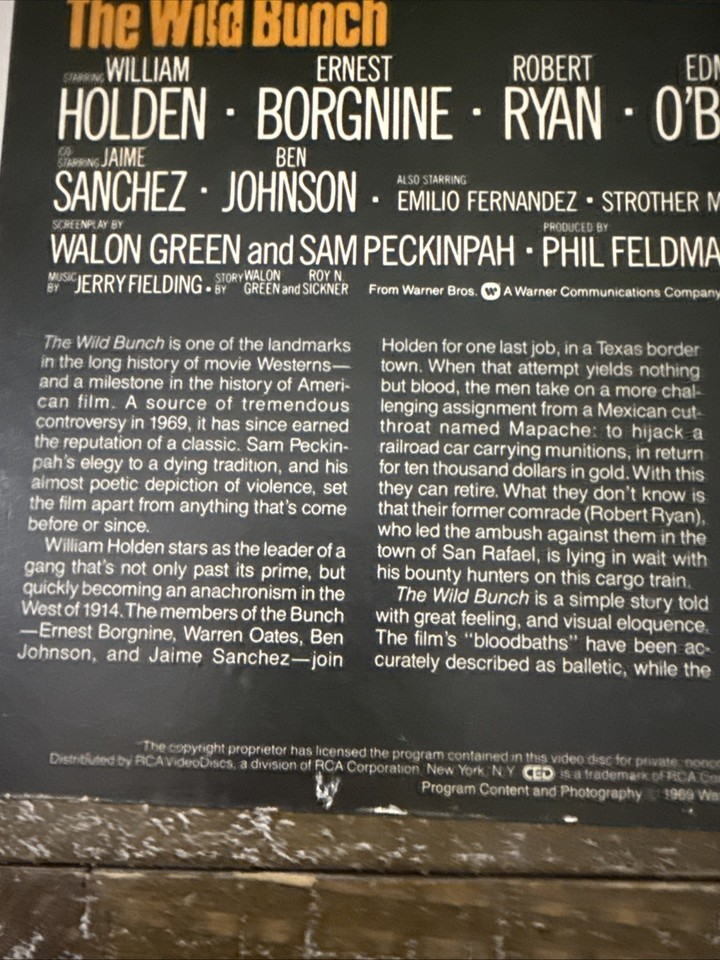 The Wild Bunch
STARRING WILLIAM HOLDEN · ERNEST BORGNINE · ROBERT RYAN · EDM O'B
CO-STARRING JAIME SANCHEZ · BEN JOHNSON · ALSO STARRING EMILIO FERNANDEZ · STROTHER M
SCREENPLAY BY WALON GREEN and SAM PECKINPAH · PRODUCED BY PHIL FELDMA
MUSIC BY JERRY FIELDING · STORY BY WALON GREEN and ROY N. SICKNER From Warner Bros. A Warner Communications Company
The Wild Bunch is one of the landmarks
in the long history of movie Westerns—
and a milestone in the history of Ameri-
can film. A source of tremendous
controversy in 1969, it has since earned
the reputation of a classic. Sam Peckin-
pah's elegy to a dying tradition, and his
almost poetic depiction of violence, set
the film apart from anything that's come
before or since.
William Holden stars as the leader of a
gang that's not only past its prime, but
quickly becoming an anachronism in the
West of 1914. The members of the Bunch
—Ernest Borgnine, Warren Oates, Ben
Johnson, and Jaime Sanchez—join
Holden for one last job, in a Texas border
town. When that attempt yields nothing
but blood, the men take on a more chal-
lenging assignment from a Mexican cut-
throat named Mapache: to hijack a
railroad car carrying munitions, in return
for ten thousand dollars in gold. With this
they can retire. What they don't know is
that their former comrade (Robert Ryan),
who led the ambush against them in the
town of San Rafael, is lying in wait with
his bounty hunters on this cargo train.
The Wild Bunch is a simple story told
with great feeling, and visual eloquence.
The film's "bloodbaths" have been ac-
curately described as balletic, while the
The copyright proprietor has licensed the program contained in this video disc for private, nonc
Distributed by RCA VideoDiscs, a division of RCA Corporation, New York, N.Y. CED is a trademark of RCA Co
Program Content and Photography © 1969 Wa